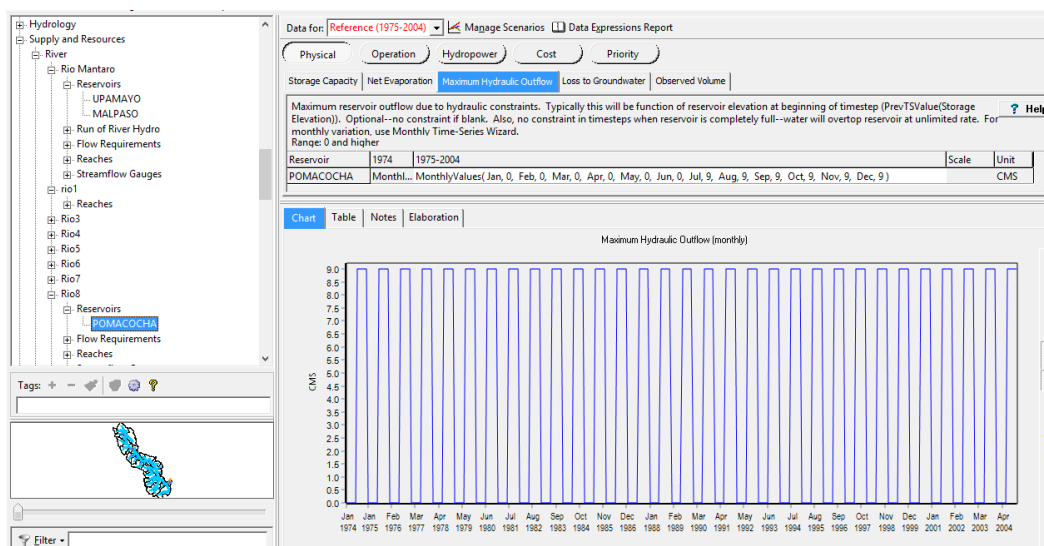 Hydrology
Supply and Resources
River
Rio Mantaro
Reservoirs
UPAMAYO
MALPASO
Run of River Hydro
Flow Requirements
Reaches
Streamflow Gauges
rio1
Reaches
Rio3
Rio4
Rio5
Rio6
Rio7
Rio8
Reservoirs
POMACOCHA
Flow Requirements
Reaches
Tags:
Filter
Data for: Reference (1975-2004) Manage Scenarios Data Expressions Report
Physical Operation Hydropower Cost Priority
Storage Capacity Net Evaporation Maximum Hydraulic Outflow Loss to Groundwater Observed Volume
Maximum reservoir outflow due to hydraulic constraints. Typically this will be function of reservoir elevation at beginning of timestep (PrevTSValue(Storage
Elevation)). Optional--no constraint if blank. Also, no constraint in timesteps when reservoir is completely full--water will overtop reservoir at unlimited rate. For
monthly variation, use Monthly Time-Series Wizard.
Range: 0 and higher
? Help
Reservoir 1974 1975-2004 Scale Unit
POMACOCHA Monthl... MonthlyValues( Jan, 0, Feb, 0, Mar, 0, Apr, 0, May, 0, Jun, 0, Jul, 9, Aug, 9, Sep, 9, Oct, 9, Nov, 9, Dec, 9 ) CMS
Chart Table Notes Elaboration
Maximum Hydraulic Outflow (monthly)
9.0
8.5
8.0
7.5
7.0
6.5
6.0
5.5
5.0
4.5
4.0
3.5
3.0
2.5
2.0
1.5
1.0
0.5
0.0
CMS
Jan Jan Feb Mar Apr May Jun Jul Aug Sep Oct Nov Dec Jan Feb Mar Apr May Jun Jul Aug Sep Oct Nov Dec Jan Feb Mar Apr
1974 1975 1976 1977 1978 1979 1980 1981 1982 1983 1984 1985 1986 1988 1989 1990 1991 1992 1993 1994 1995 1996 1997 1998 1999 2001 2002 2003 2004